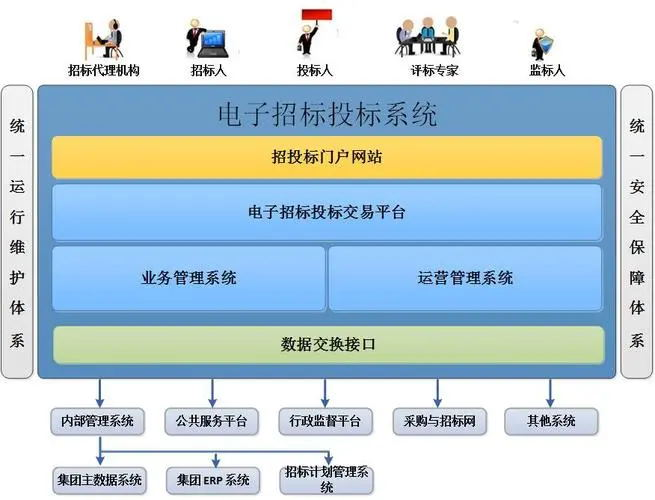 招标代理机构
招标人
投标人
评标专家
监标人
统一运行维护体系
电子招标投标系统
招投标门户网站
电子招标投标交易平台
业务管理系统
运营管理系统
数据交换接口
统一安全保障体系
内部管理系统
公共服务平台
行政监督平台
采购与招标网
其他系统
集团主数据系统
集团 ERP 系统
招标计划管理系
统